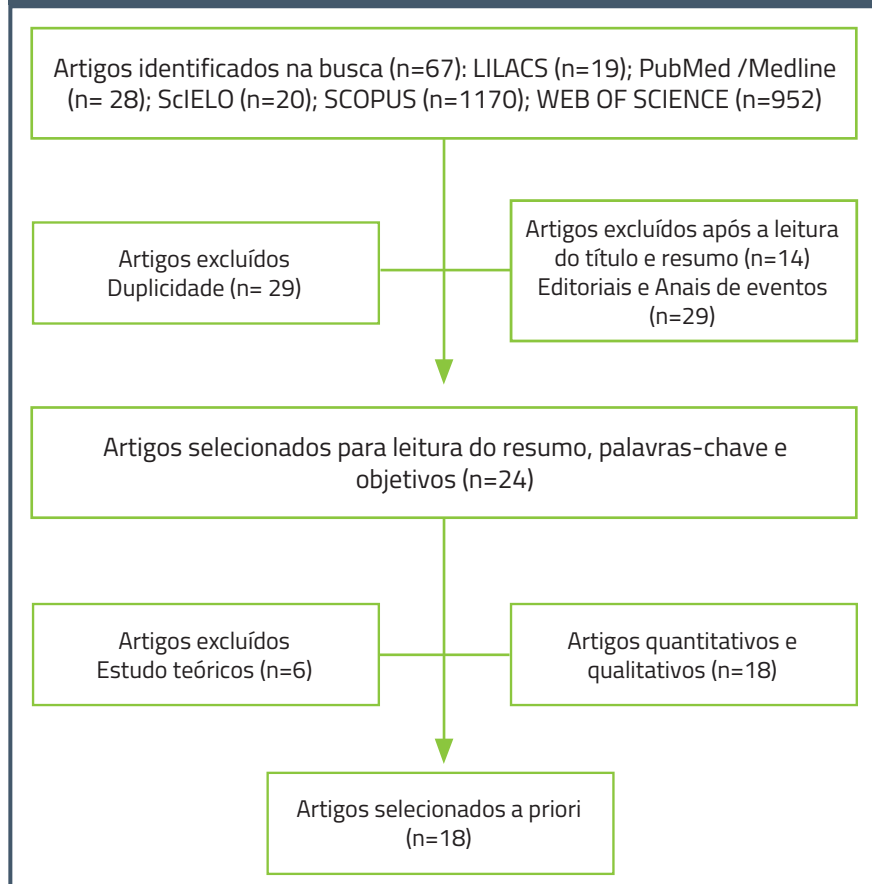 Artigos identificados na busca (n=67): LILACS (n=19); PubMed /Medline
(n= 28); ScIELO (n=20); SCOPUS (n=1170); WEB OF SCIENCE (n=952)
Artigos excluídos
Duplicidade (n= 29)
Artigos excluídos após a leitura
do título e resumo (n=14)
Editoriais e Anais de eventos
(n=29)
Artigos selecionados para leitura do resumo, palavras-chave e
objetivos (n=24)
Artigos excluídos
Estudo teóricos (n=6)
Artigos quantitativos e
qualitativos (n=18)
Artigos selecionados a priori
(n=18)